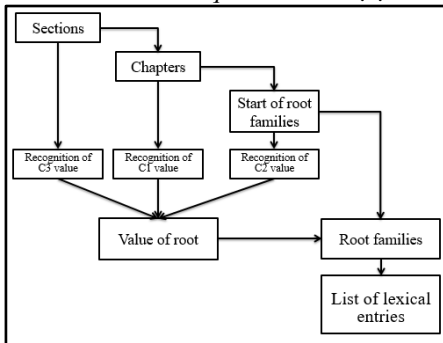 Sections
Chapters
Start of root
families
Recognition of
C3 value
Recognition of
C1 value
Recognition of
C2 value
Value of root
Root families
List of lexical
entries